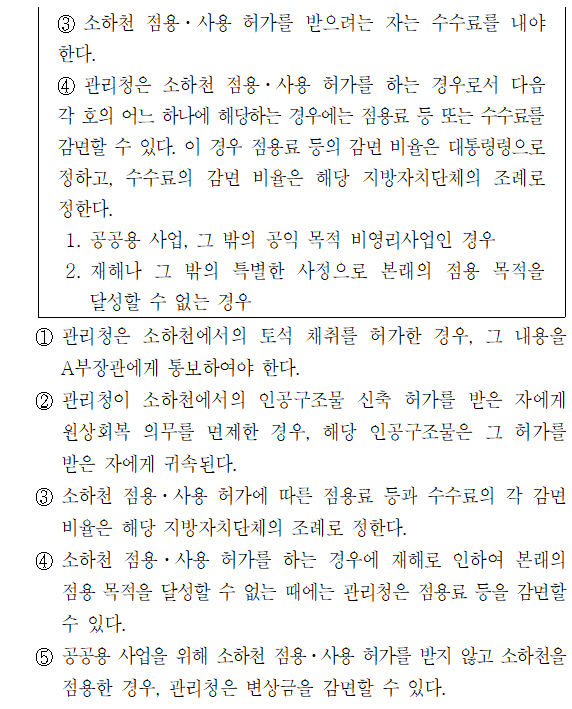 ③ 소하천 점용·사용 허가를 받으려는 자는 수수료를 내야
한다.
④ 관리청은 소하천 점용·사용 허가를 하는 경우로서 다음
각 호의 어느 하나에 해당하는 경우에는 점용료 등 또는 수수료를
감면할 수 있다. 이 경우 점용료 등의 감면 비율은 대통령령으로
정하고, 수수료의 감면 비율은 해당 지방자치단체의 조례로
정한다.
1. 공공용 사업, 그 밖의 공익 목적 비영리사업인 경우
2. 재해나 그 밖의 특별한 사정으로 본래의 점용 목적을
달성할 수 없는 경우
① 관리청은 소하천에서의 토석 채취를 허가한 경우, 그 내용을
A부장관에게 통보하여야 한다.
② 관리청이 소하천에서의 인공구조물 신축 허가를 받은 자에게
원상회복 의무를 면제한 경우, 해당 인공구조물은 그 허가를
받은 자에게 귀속된다.
③ 소하천 점용·사용 허가에 따른 점용료 등과 수수료의 각 감면
비율은 해당 지방자치단체의 조례로 정한다.
④ 소하천 점용·사용 허가를 하는 경우에 재해로 인하여 본래의
점용 목적을 달성할 수 없는 때에는 관리청은 점용료 등을 감면할
수 있다.
⑤ 공공용 사업을 위해 소하천 점용·사용 허가를 받지 않고 소하천을
점용한 경우, 관리청은 변상금을 감면할 수 있다.